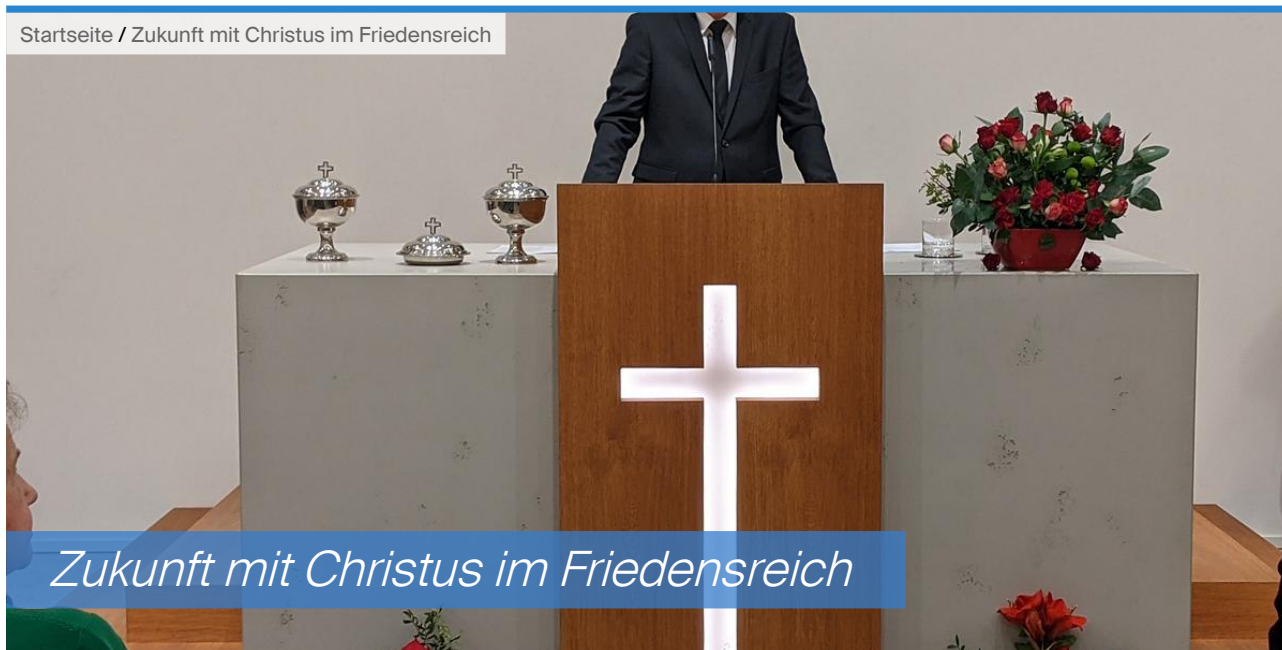 Startseite / Zukunft mit Christus im Friedensreich
Zukunft mit Christus im Friedensreich